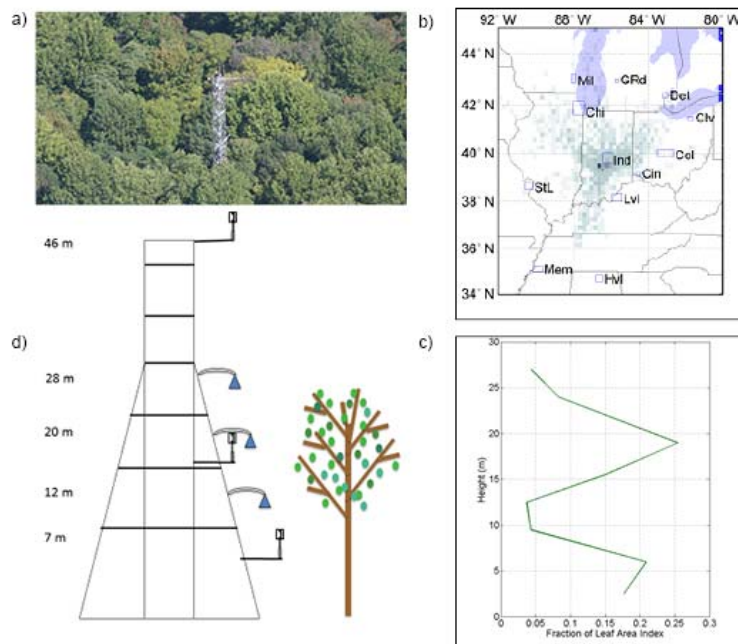 a)
b)
92° W 88° W 84° W 80° W
44° N
42° N
40° N
38° N
36° N
34° N
Mil
GRd
Det
Chi
Clv
Ind
Col
Cin
StL
Lvl
Mem
Hvl
d)
46 m
28 m
20 m
12 m
7 m
c)
30
25
20
15
10
5
0
Height (m)
0 0.05 0.1 0.15 0.2 0.25 0.3
Fraction of Leaf Area Index